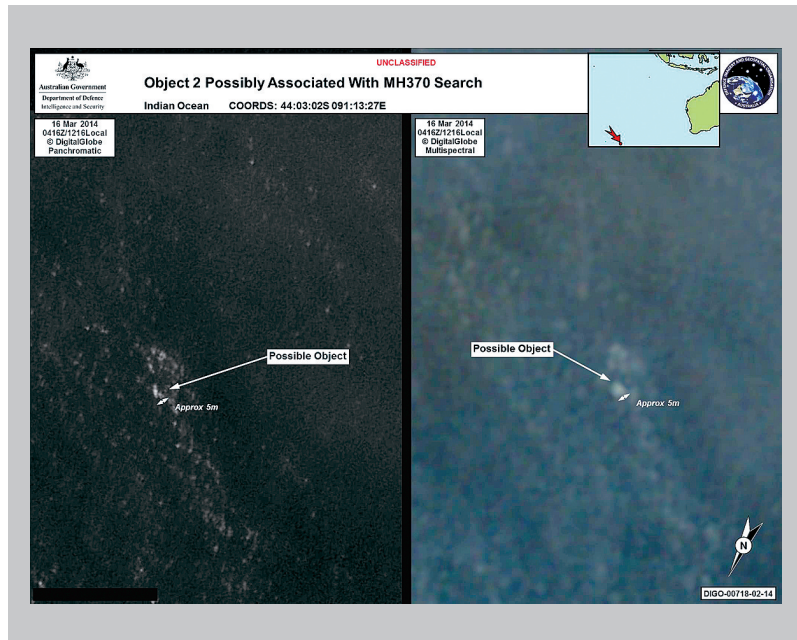 UNCLASSIFIED
Australian Government
Department of Defence
Intelligence and Security
Object 2 Possibly Associated With MH370 Search
Indian Ocean COORDS: 44:03:02S 091:13:27E
16 Mar 2014
0416Z/1216Local
© DigitalGlobe
Panchromatic
16 Mar 2014
0416Z/1216Local
© DigitalGlobe
Multispectral
Possible Object
Approx 5m
Possible Object
Approx 5m
N
DIGO-00718-02-14